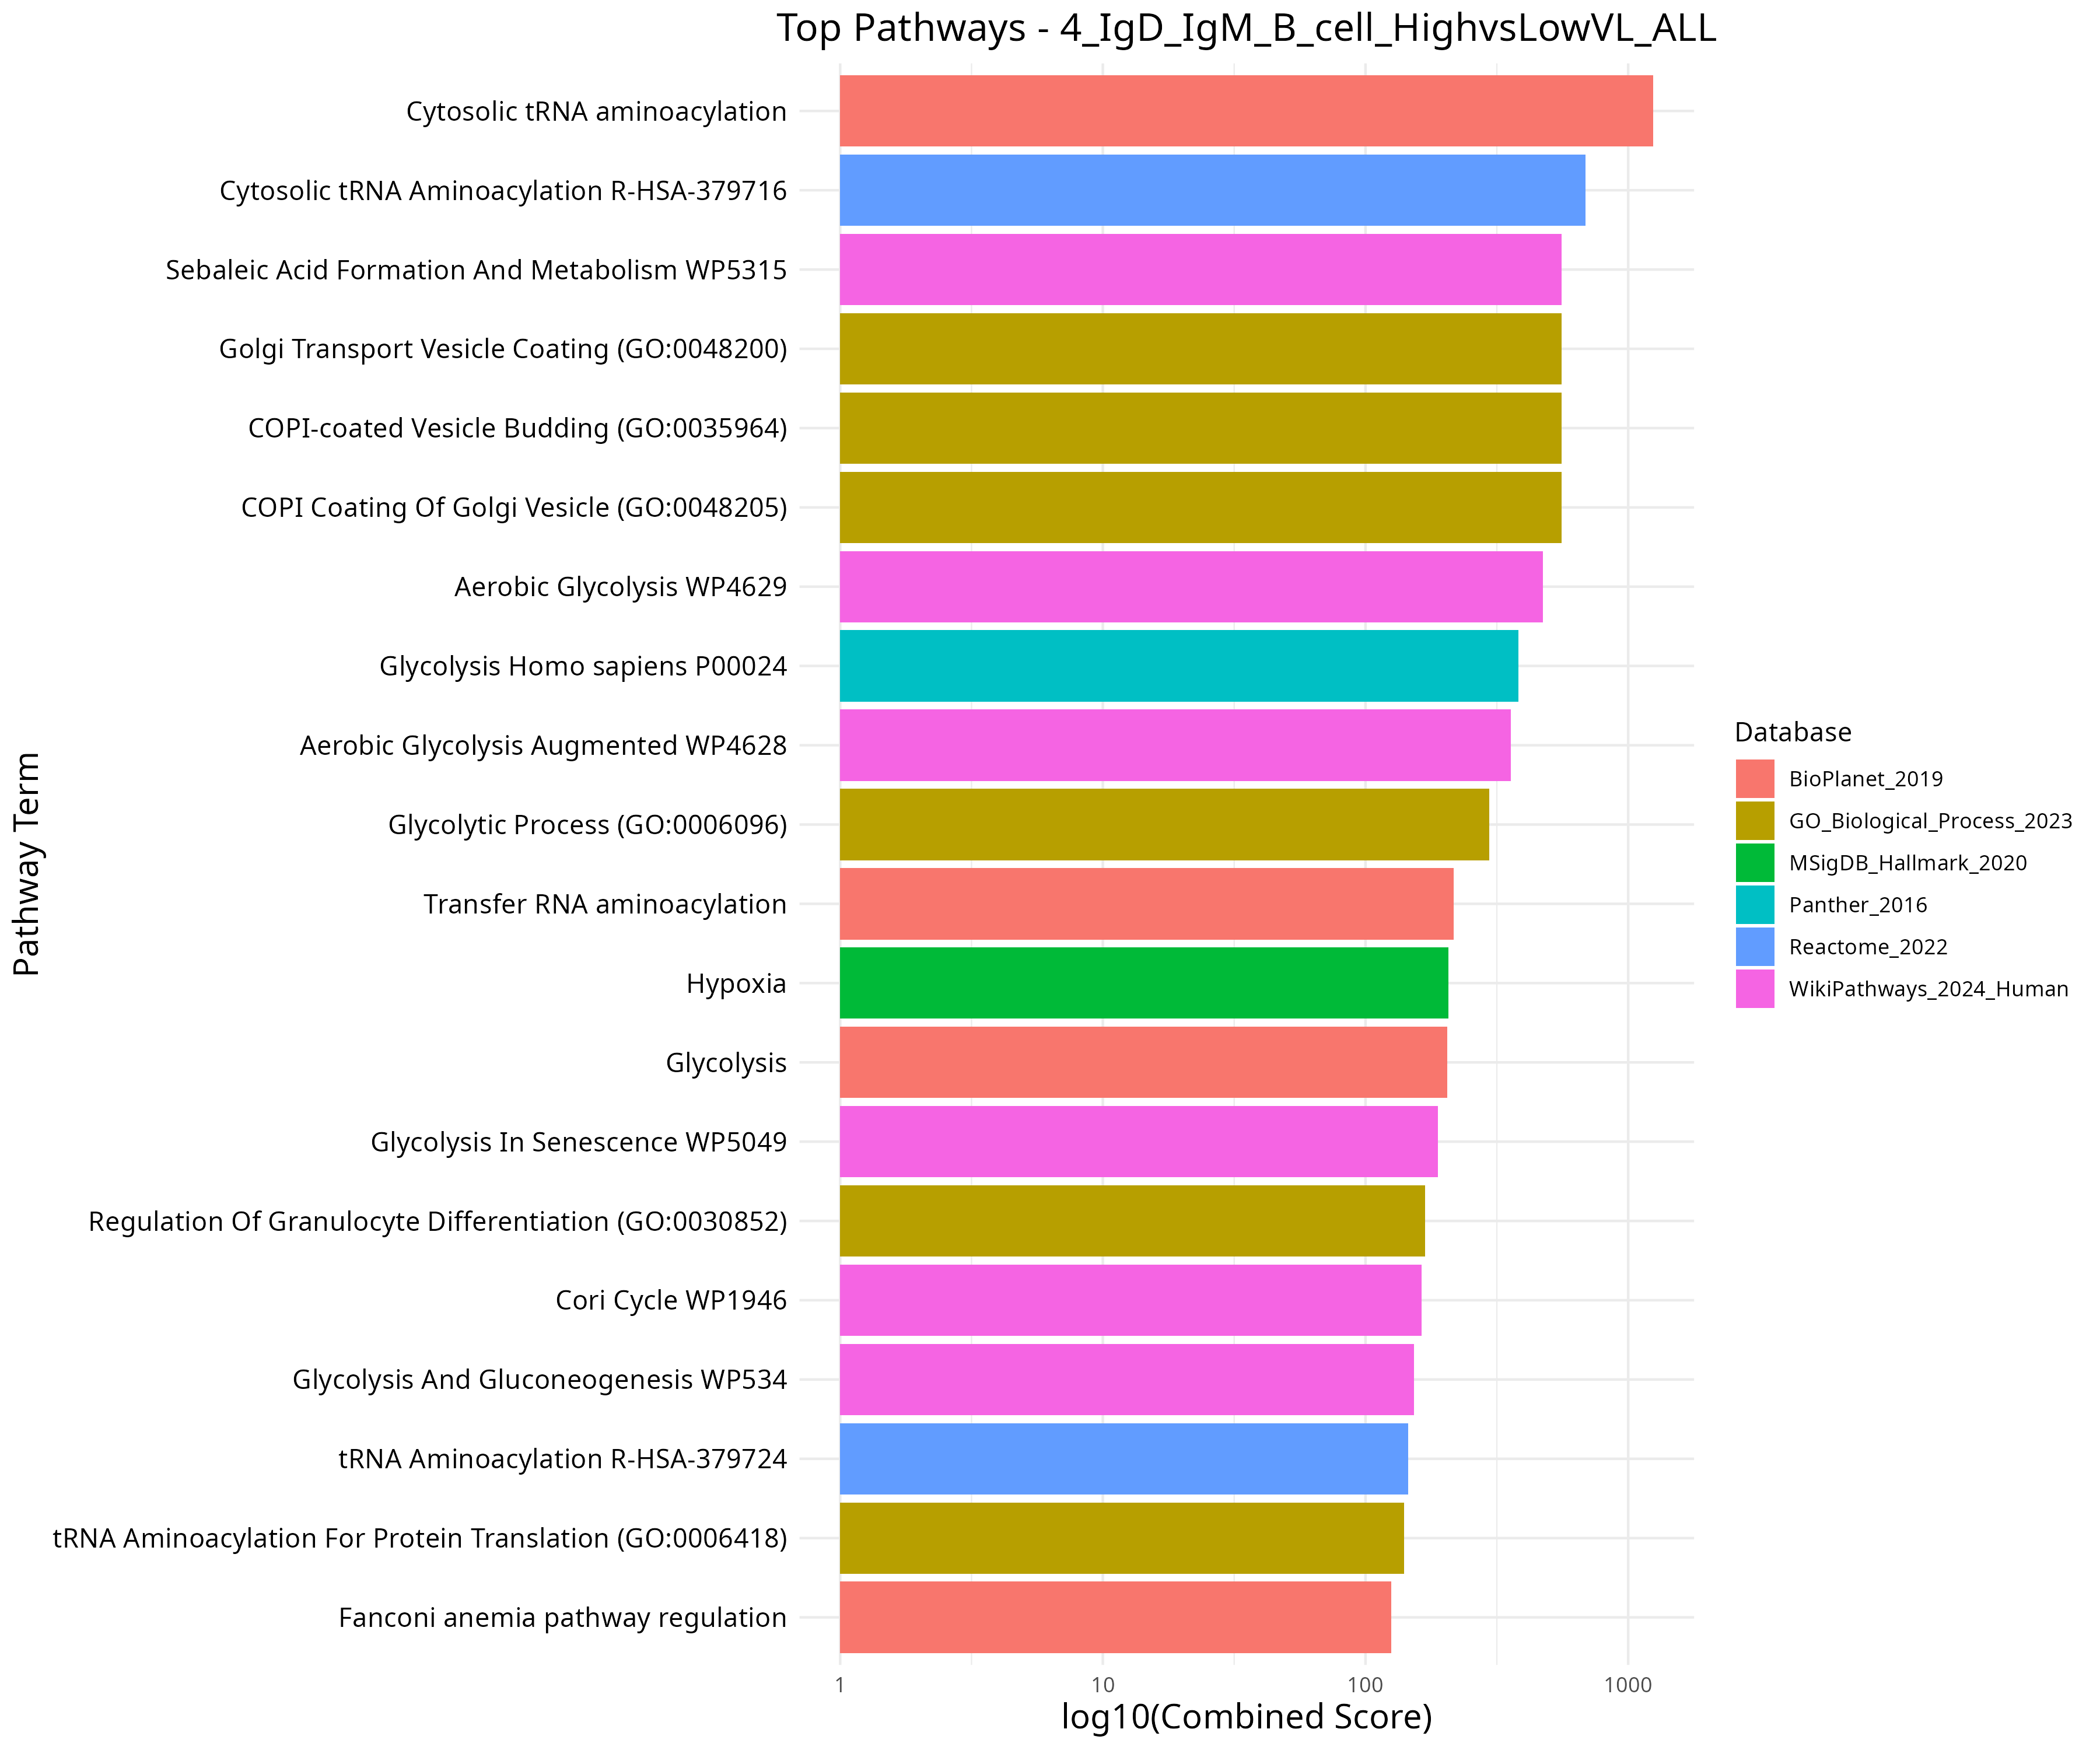 Top Pathways - 4_IgD_IgM_B_cell_HighvsLowVL_ALL
Pathway Term
Cytosolic tRNA aminoacylation
Cytosolic tRNA Aminoacylation R-HSA-379716
Sebaleic Acid Formation And Metabolism WP5315
Golgi Transport Vesicle Coating (GO:0048200)
COPI-coated Vesicle Budding (GO:0035964)
COPI Coating Of Golgi Vesicle (GO:0048205)
Aerobic Glycolysis WP4629
Glycolysis Homo sapiens P00024
Aerobic Glycolysis Augmented WP4628
Glycolytic Process (GO:0006096)
Transfer RNA aminoacylation
Hypoxia
Glycolysis
Glycolysis In Senescence WP5049
Regulation Of Granulocyte Differentiation (GO:0030852)
Cori Cycle WP1946
Glycolysis And Gluconeogenesis WP534
tRNA Aminoacylation R-HSA-379724
tRNA Aminoacylation For Protein Translation (GO:0006418)
Fanconi anemia pathway regulation
1 10 100 1000
log10(Combined Score)
Database
BioPlanet_2019
GO_Biological_Process_2023
MSigDB_Hallmark_2020
Panther_2016
Reactome_2022
WikiPathways_2024_Human